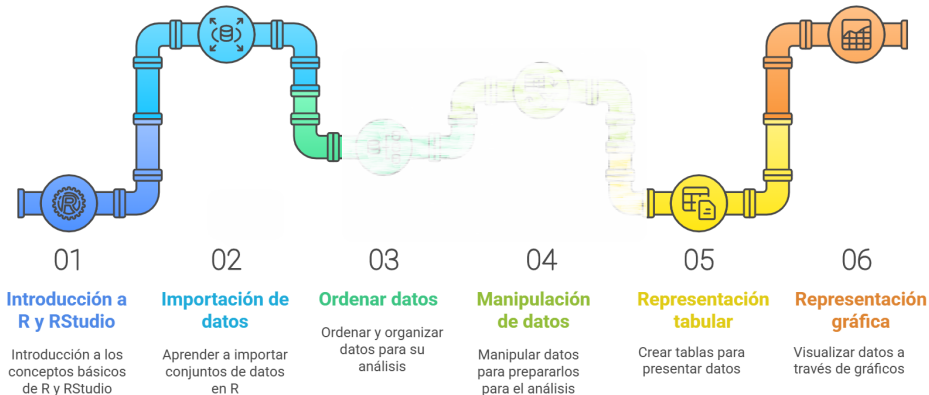 R
01
02
03
04
05
06
Introducción a
R y RStudio
Importación de
datos
Ordenar datos
Manipulación
de datos
Representación
tabular
Representación
gráfica
Introducción a los
conceptos básicos
de R y RStudio
Aprender a importar
conjuntos de datos
en R
Ordenar y organizar
datos para su
análisis
Manipular datos
para prepararlos
para el análisis
Crear tablas para
presentar datos
Visualizar datos a
través de gráficos